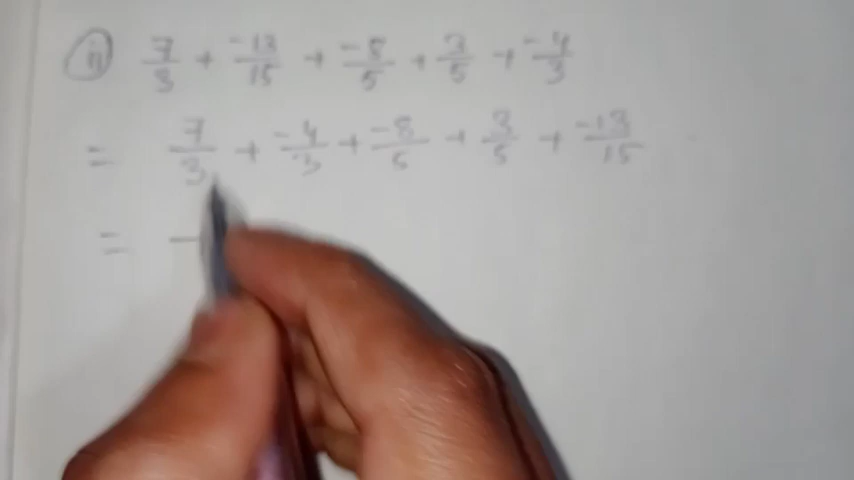 ii) 7/3 + -13/15 + -8/5 + 3/5 + -4/3
= 7/3 + -4/3 + -8/5 + 3/5 + -13/15
= -